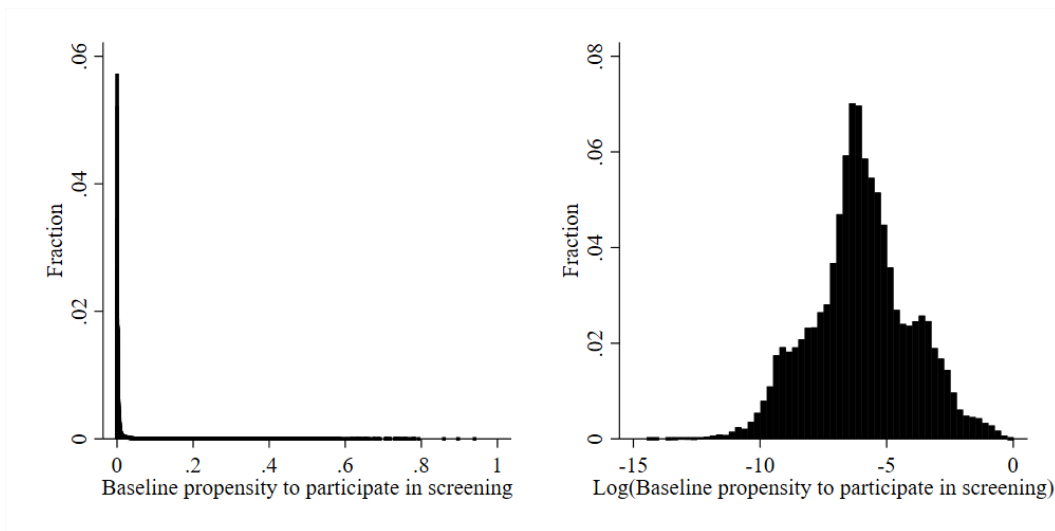 .06
.04
.02
0
Fraction
0 .2 .4 .6 .8 1
Baseline propensity to participate in screening
.08
.06
.04
.02
0
Fraction
-15 -10 -5 0
Log(Baseline propensity to participate in screening)